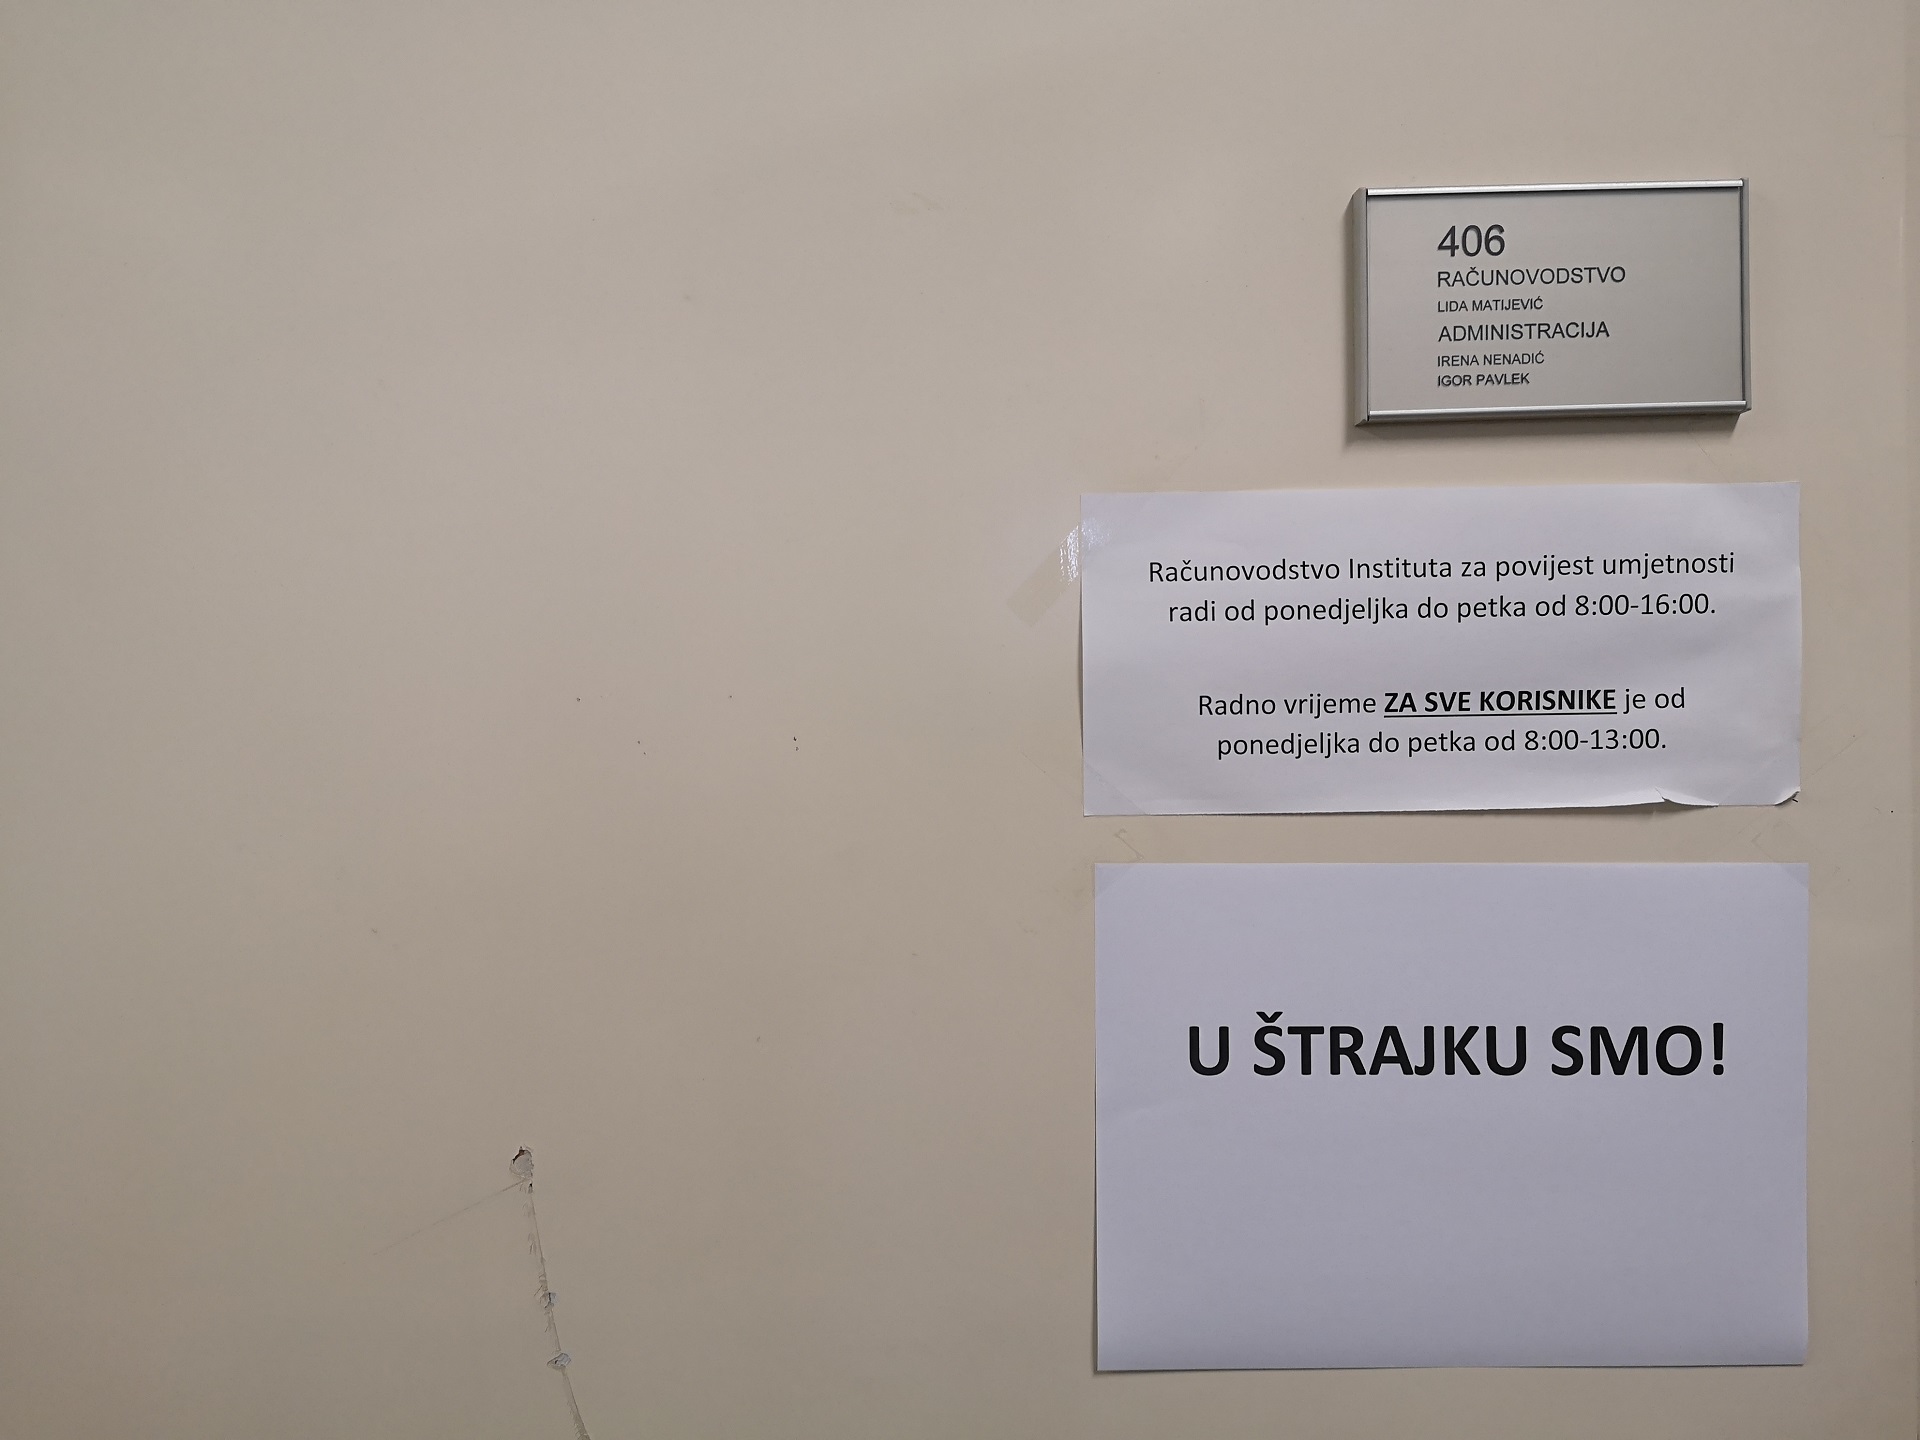 406
RAČUNOVODSTVO
LIDA MATIJEVIĆ
ADMINISTRACIJA
IRENA NENADIĆ
IGOR PAVLEK
Računovodstvo Instituta za povijest umjetnosti
radi od ponedjeljka do petka od 8:00-16:00.
Radno vrijeme ZA SVE KORISNIKE je od
ponedjeljka do petka od 8:00-13:00.
U ŠTRAJKU SMO!